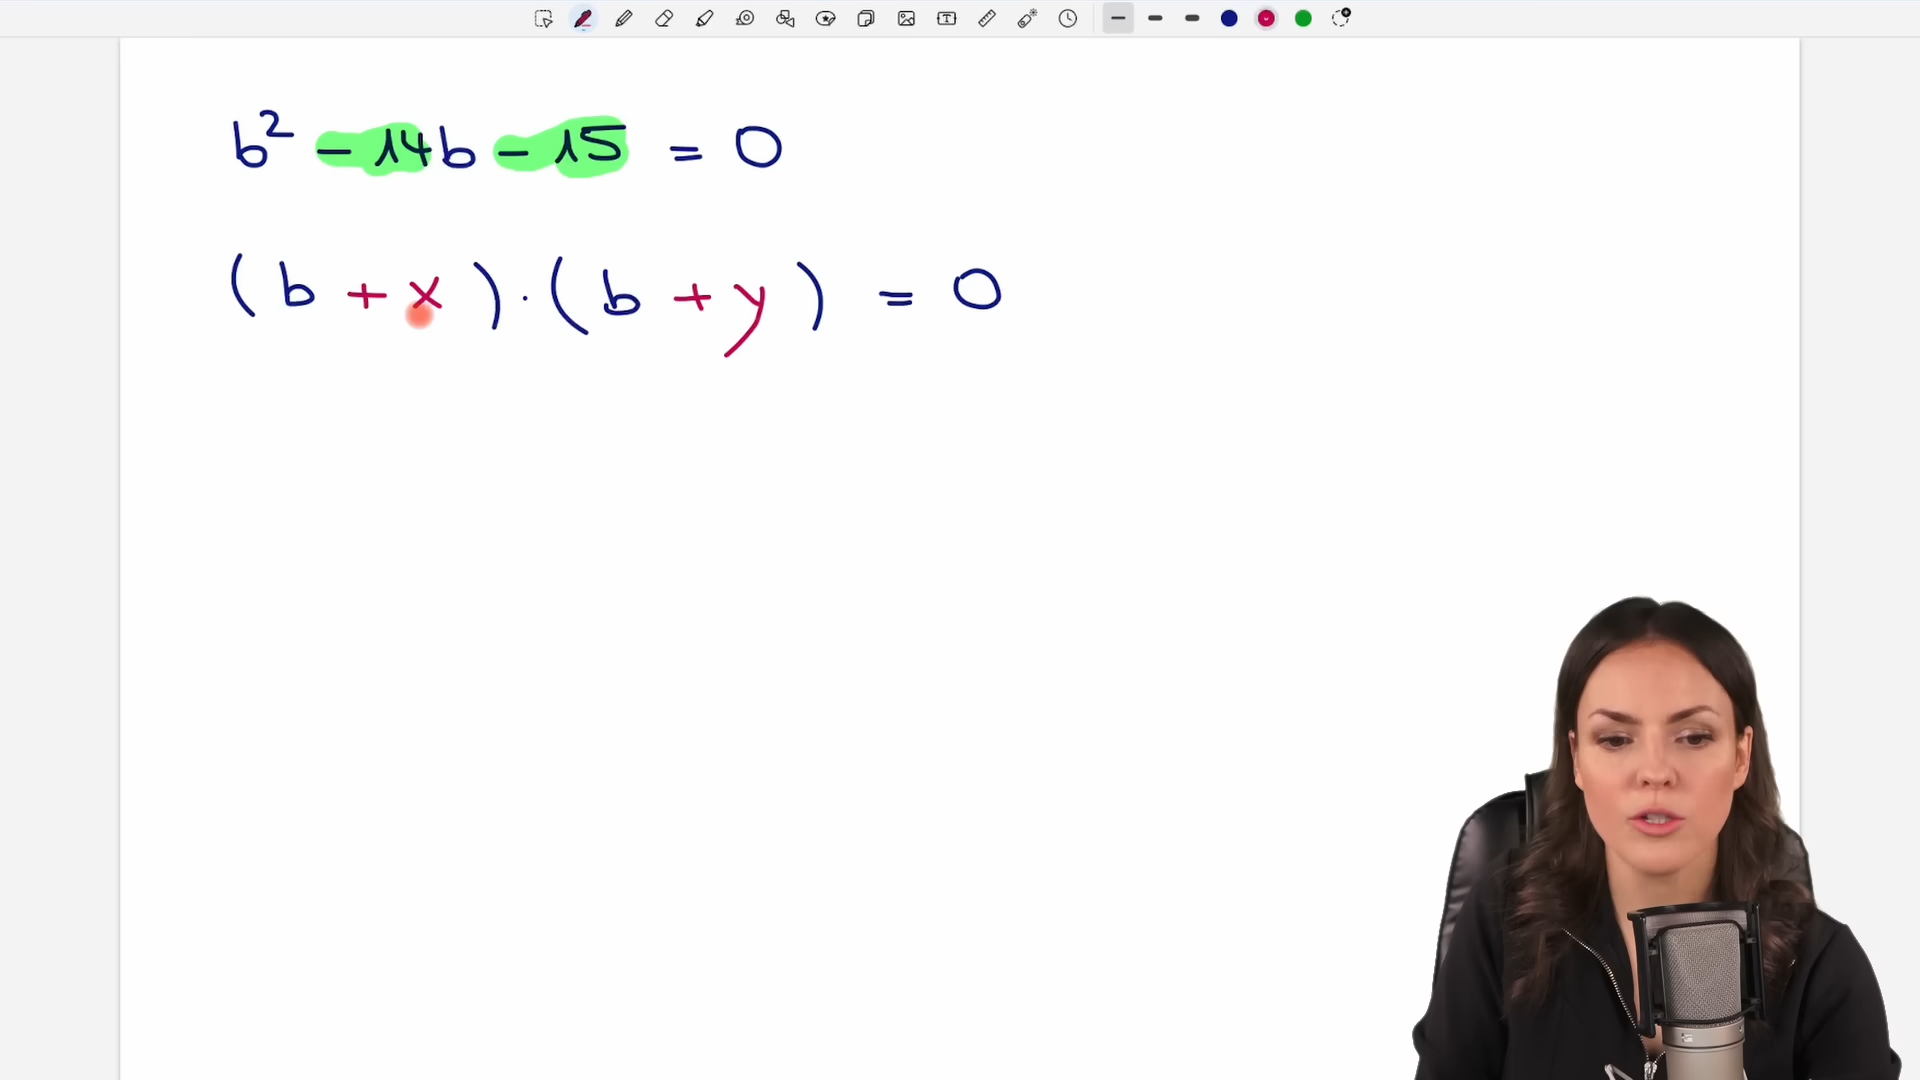 b² - 14b - 15 = 0
(b + x) · (b + y) = 0